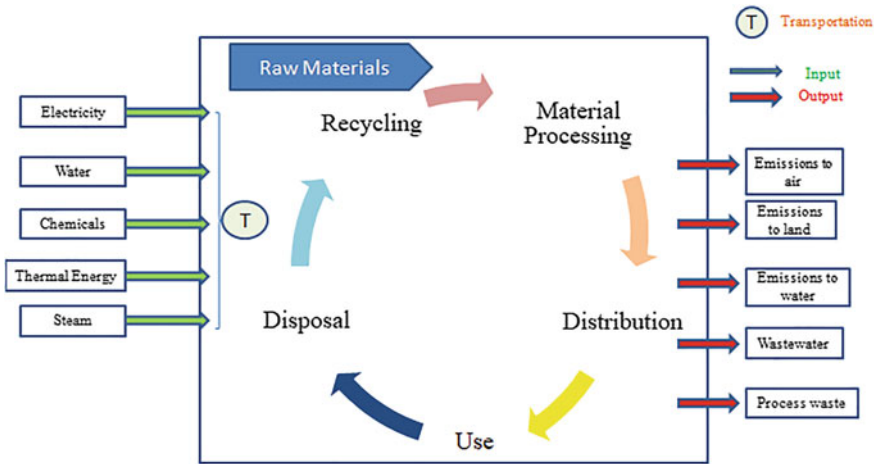 T
Transportation
Input
Output
Raw Materials
Recycling
Material
Processing
Distribution
Use
Disposal
T
Electricity
Water
Chemicals
Thermal Energy
Steam
Emissions to
air
Emissions
to land
Emissions to
water
Wastewater
Process waste